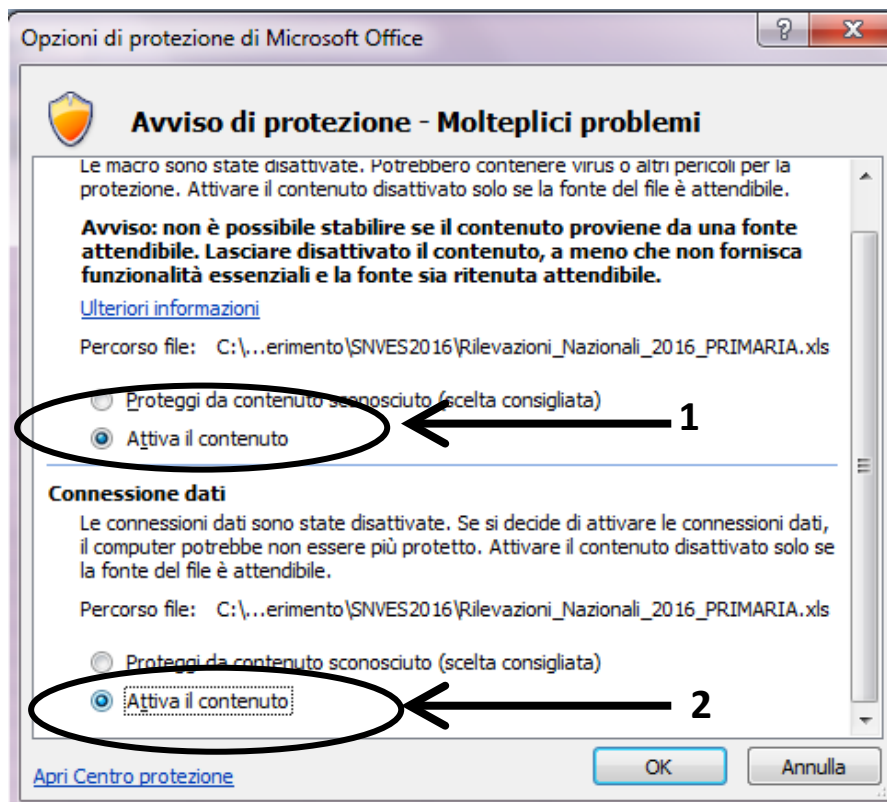 Opzioni di protezione di Microsoft Office
Avviso di protezione - Molteplici problemi
Le macro sono state disattivate. Potrebbero contenere virus o altri pericoli per la
protezione. Attivare il contenuto disattivato solo se la fonte del file è attendibile.
Avviso: non è possibile stabilire se il contenuto proviene da una fonte
attendibile. Lasciare disattivato il contenuto, a meno che non fornisca
funzionalità essenziali e la fonte sia ritenuta attendibile.
Ulteriori informazioni
Percorso file: C:\...erimento\SNVES2016\Rilevazioni_Nazionali_2016_PRIMARIA.xls
Proteggi da contenuto sconosciuto (scelta consigliata)
1
Attiva il contenuto
Connessione dati
Le connessioni dati sono state disattivate. Se si decide di attivare le connessioni dati,
il computer potrebbe non essere più protetto. Attivare il contenuto disattivato solo se
la fonte del file è attendibile.
Percorso file: C:\...erimento\SNVES2016\Rilevazioni_Nazionali_2016_PRIMARIA.xls
Proteggi da contenuto sconosciuto (scelta consigliata)
Attiva il contenuto
2
Apri Centro protezione
OK
Annulla